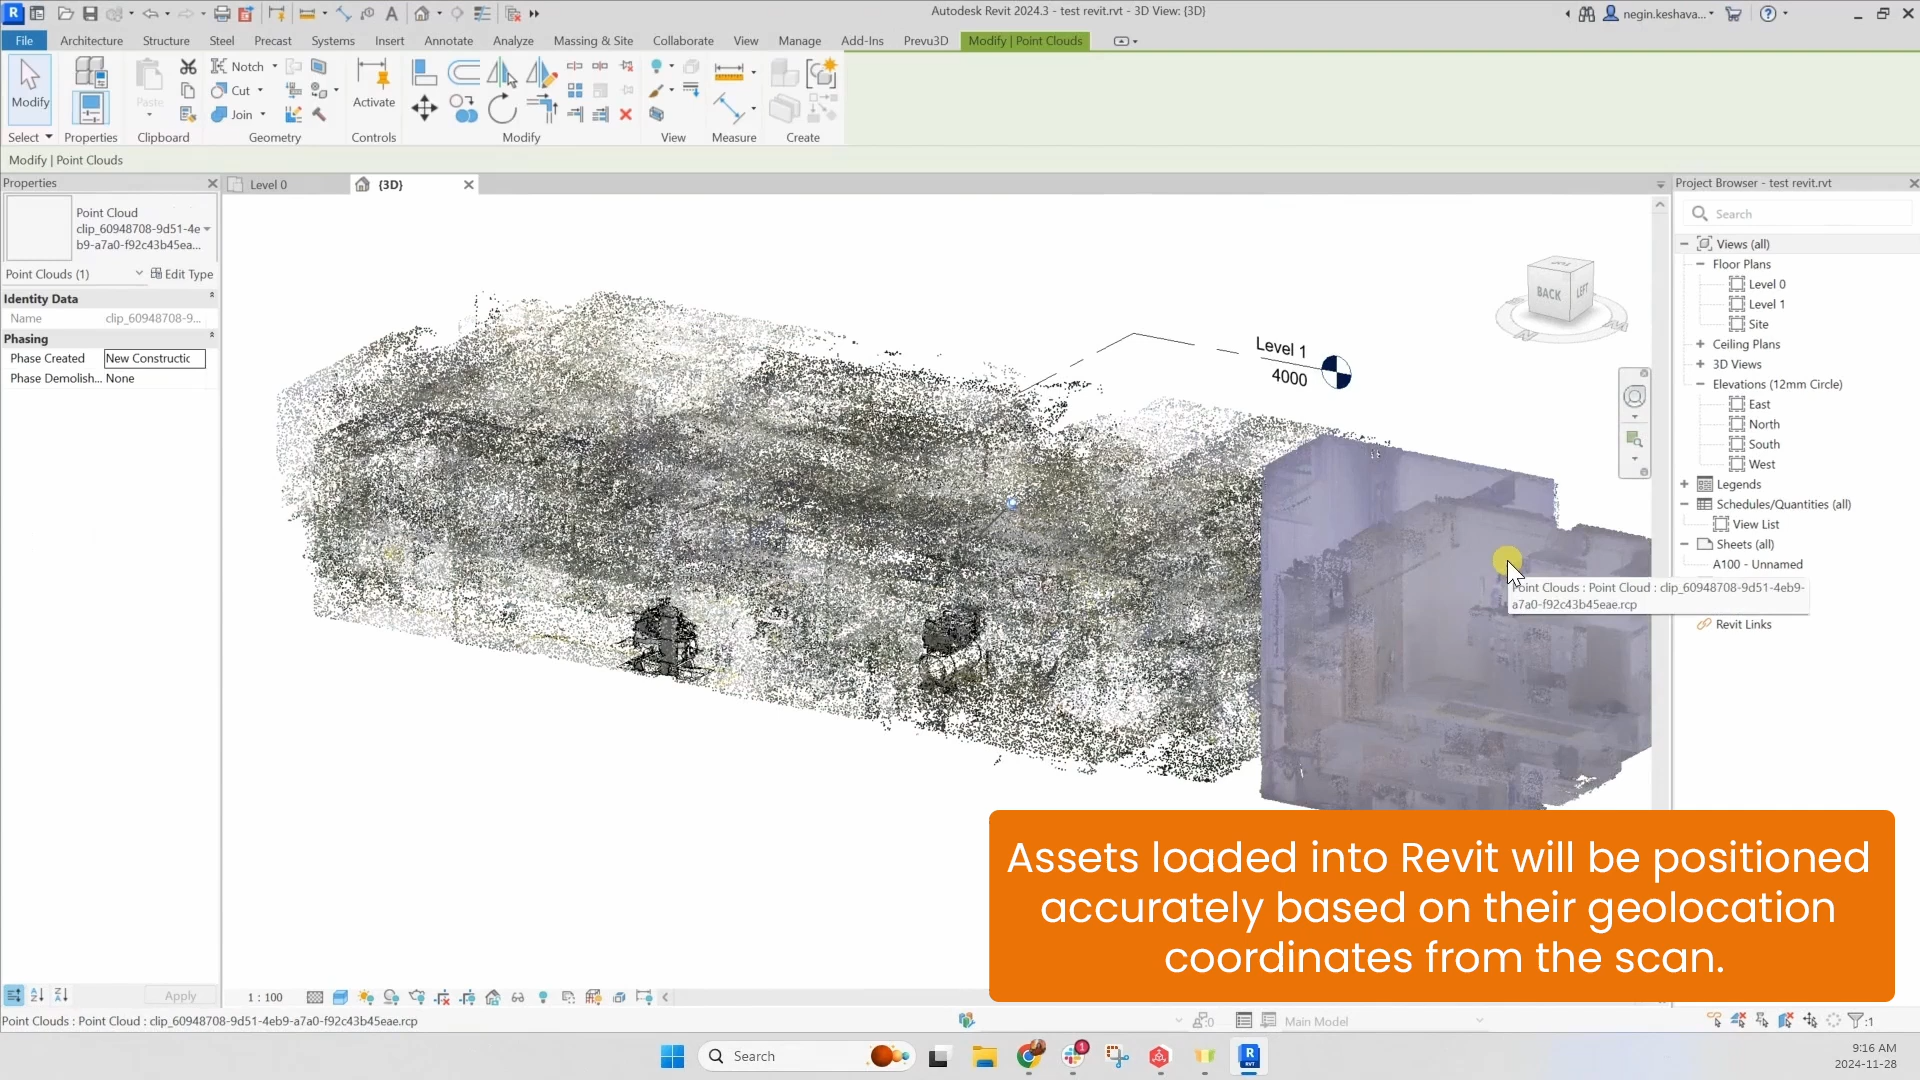 Autodesk Revit 2024.3 - test revit.rvt - 3D View: {3D}
negin.keshava...
File Architecture Structure Steel Precast Systems Insert Annotate Analyze Massing & Site Collaborate View Manage Add-Ins Prevu3D Modify | Point Clouds
Modify
Paste
Notch
Cut
Join
Activate
Select Properties Clipboard Geometry Controls Modify View Measure Create
Modify | Point Clouds
Properties
Point Cloud
clip_60948708-9d51-4e
b9-a7a0-f92c43b45ea...
Point Clouds (1) Edit Type
Identity Data
Name clip_60948708-9...
Phasing
Phase Created New Constructic
Phase Demolish... None
Apply
Level 0 {3D}
Level 1
4000
BACK LEFT
TOP
Project Browser - test revit.rvt
Search
Views (all)
Floor Plans
Level 0
Level 1
Site
Ceiling Plans
3D Views
Elevations (12mm Circle)
East
North
South
West
Legends
Schedules/Quantities (all)
View List
Sheets (all)
A100 - Unnamed
Point Clouds : Point Cloud : clip_60948708-9d51-4eb9-
a7a0-f92c43b45eae.rcp
Revit Links
Assets loaded into Revit will be positioned
accurately based on their geolocation
coordinates from the scan.
1 : 100
Point Clouds : Point Cloud : clip_60948708-9d51-4eb9-a7a0-f92c43b45eae.rcp
:0
Main Model
:1
Search
1
9:16 AM
2024-11-28